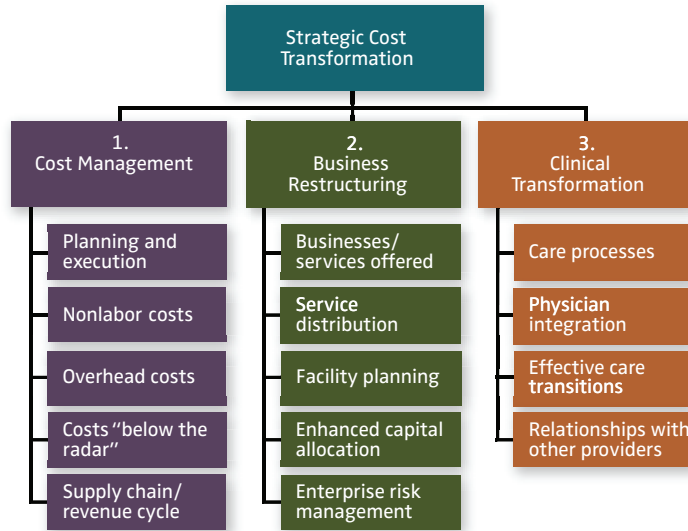 Strategic Cost
Transformation
1.
Cost Management
Planning and
execution
Nonlabor costs
Overhead costs
Costs “below the
radar”
Supply chain/
revenue cycle
2.
Business
Restructuring
Businesses/
services offered
Service
distribution
Facility planning
Enhanced capital
allocation
Enterprise risk
management
3.
Clinical
Transformation
Care processes
Physician
integration
Effective care
transitions
Relationships with
other providers